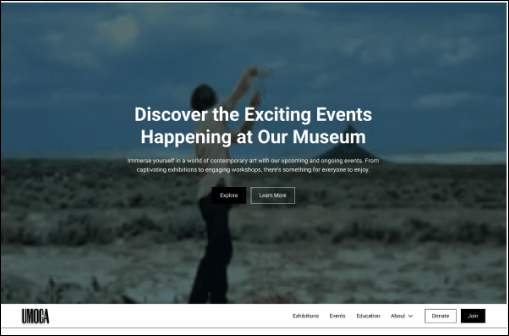 Discover the Exciting Events
Happening at Our Museum
Immerse yourself in a world of contemporary art with our upcoming and ongoing events. From
captivating exhibitions to engaging workshops, there's something for everyone to enjoy.
Explore Learn More
UMOCA Exhibitions Events Education About Donate Join